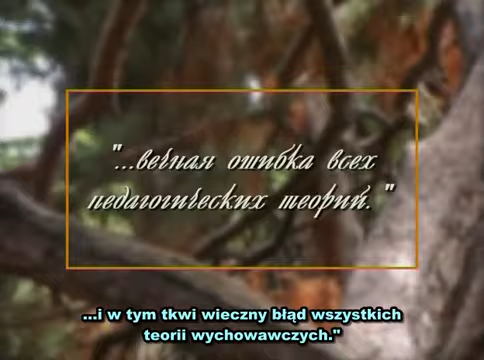 "...вечная ошибка всех
педагогических теорий."
...i w tym tkwi wieczny błąd wszystkich
teorii wychowawczych."